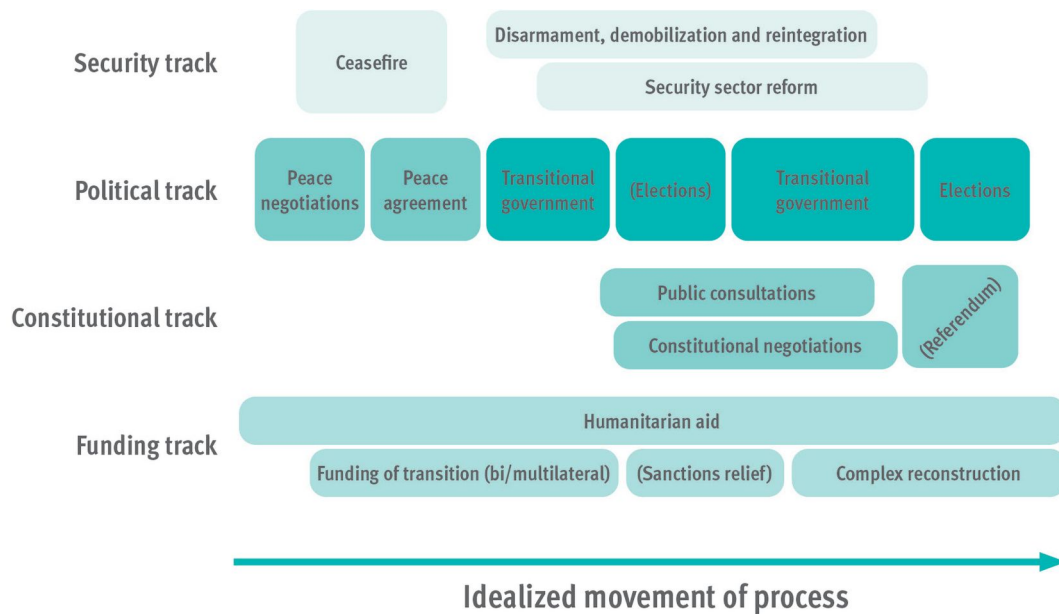 Security track
Ceasefire
Disarmament, demobilization and reintegration
Security sector reform
Political track
Peace
negotiations
Peace
agreement
Transitional
government
(Elections)
Transitional
government
Elections
Constitutional track
Public consultations
Constitutional negotiations
(Referendum)
Funding track
Humanitarian aid
Funding of transition (bi/multilateral)
(Sanctions relief)
Complex reconstruction
Idealized movement of process